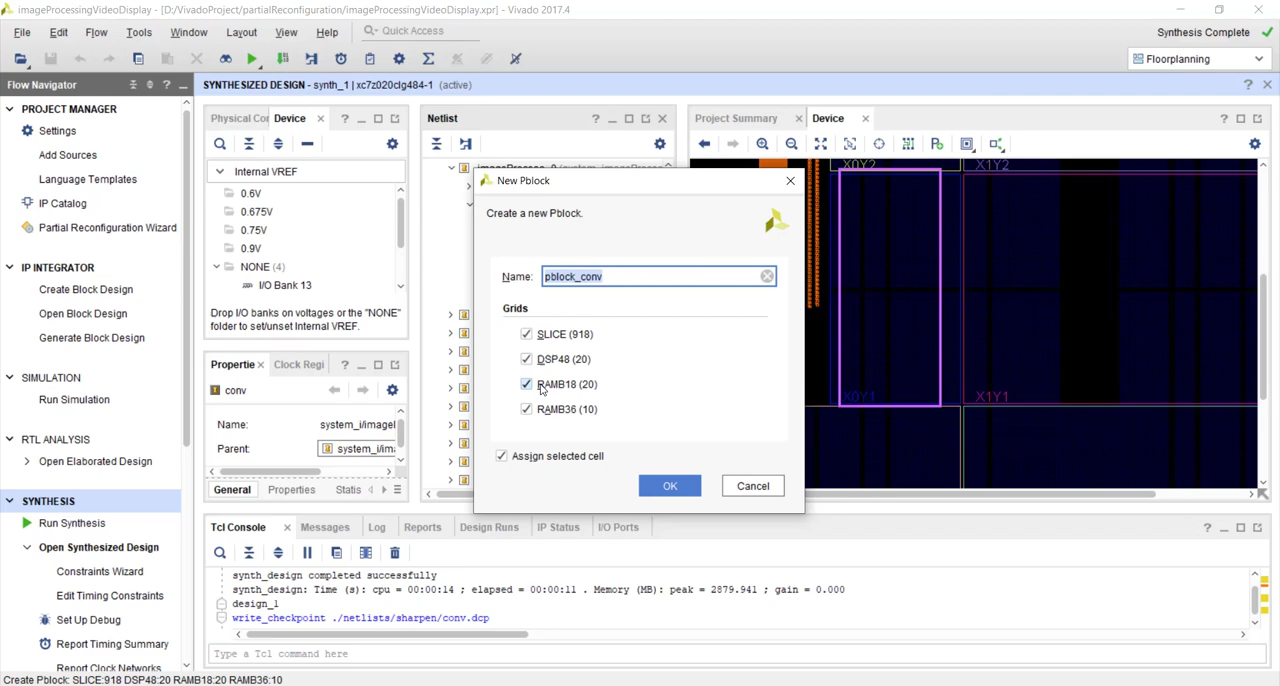 imageProcessingVideoDisplay - [D:/VivadoProject/partialReconfiguration/imageProcessingVideoDisplay.xpr] - Vivado 2017.4
File Edit Flow Tools Window Layout View Help Quick Access
Synthesis Complete
Floorplanning
Flow Navigator
PROJECT MANAGER
Settings
Add Sources
Language Templates
IP Catalog
Partial Reconfiguration Wizard
IP INTEGRATOR
Create Block Design
Open Block Design
Generate Block Design
SIMULATION
Run Simulation
RTL ANALYSIS
Open Elaborated Design
SYNTHESIS
Run Synthesis
Open Synthesized Design
Constraints Wizard
Edit Timing Constraints
Set Up Debug
Report Timing Summary
Report Clock Networks
SYNTHESIZED DESIGN - synth_1 | xc7z020clg484-1 (active)
Physical Con Device
Internal VREF
0.6V
0.675V
0.75V
0.9V
NONE (4)
I/O Bank 13
Drop I/O banks on voltages or the "NONE"
folder to set/unset Internal VREF.
Propertie Clock Regi
conv
Name: system_i/imagel
Parent: system_i/im
General Properties Statis
Netlist
Project Summary Device
X0Y2 X1Y2
X0Y1 X1Y1
New Pblock
Create a new Pblock.
Name: pblock_conv
Grids
SLICE (918)
DSP48 (20)
RAMB18 (20)
RAMB36 (10)
Assign selected cell
OK Cancel
Tcl Console Messages Log Reports Design Runs IP Status I/O Ports
synth_design completed successfully
synth_design: Time (s): cpu = 00:00:14 ; elapsed = 00:00:11 . Memory (MB): peak = 2879.941 ; gain = 0.000
design_1
write_checkpoint ./netlists/sharpen/conv.dcp
Type a Tcl command here
Create Pblock: SLICE:918 DSP48:20 RAMB18:20 RAMB36:10